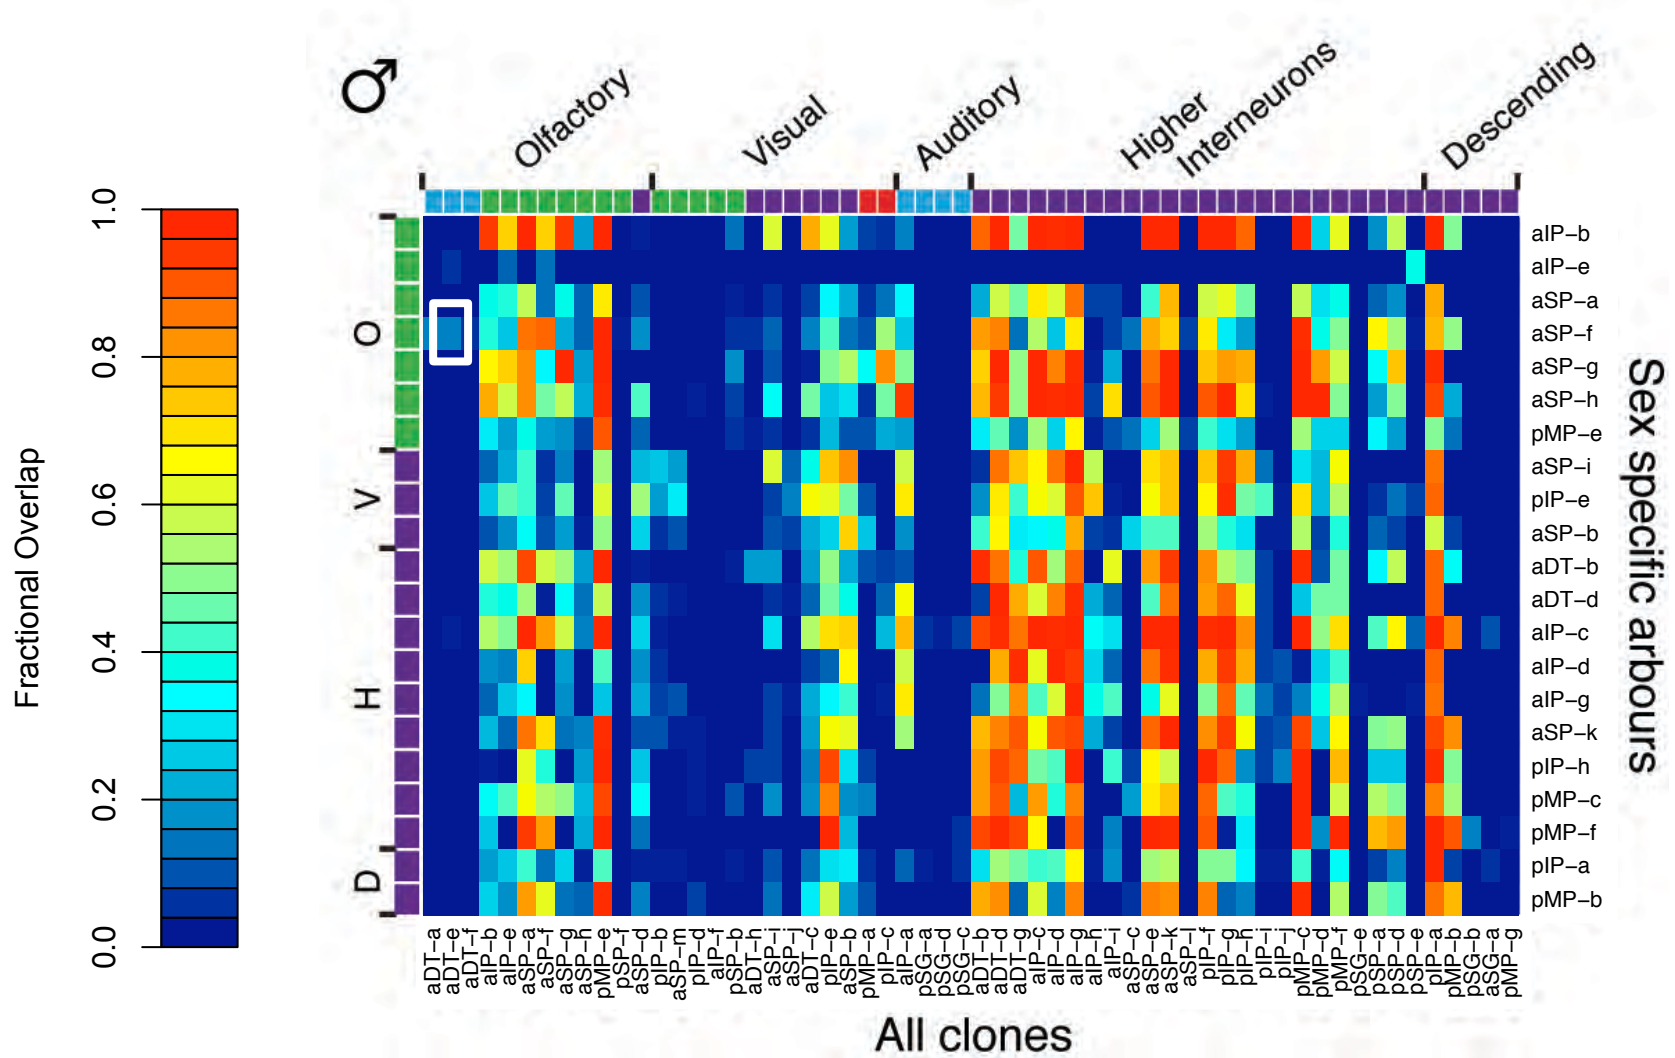 ♂
Olfactory
Visual
Auditory
Higher
Interneurons
Descending
Fractional Overlap
1.0
0.8
0.6
0.4
0.2
0.0
O
V
H
D
aIP-b
aIP-e
aSP-a
aSP-f
aSP-g
aSP-h
pMP-e
aSP-i
pIP-e
aSP-b
aDT-b
aDT-d
aIP-c
aIP-d
aIP-g
aSP-k
pIP-h
pMP-c
pMP-f
pIP-a
pMP-b
Sex specific arbours
aDT-a
aDT-e
aDT-f
aIP-b
aIP-e
aSP-a
aSP-f
aSP-g
aSP-h
pMP-e
pSP-f
aSP-d
pIP-b
aSP-m
pIP-d
aIP-f
pSP-b
aDT-h
aSP-i
aSP-j
aDT-c
pIP-e
aSP-b
pMP-a
pIP-c
aIP-a
pSG-a
pSG-d
pSG-c
aDT-b
aDT-d
aDT-g
aIP-c
aIP-d
aIP-g
aIP-h
aIP-i
aSP-c
aSP-e
aSP-k
aSP-l
pIP-f
pIP-g
pIP-h
pIP-i
pIP-j
pMP-c
pMP-d
pMP-f
pSG-e
pSP-a
pSP-d
pSP-e
pIP-a
pMP-b
pSG-b
aSG-a
pMP-g
All clones